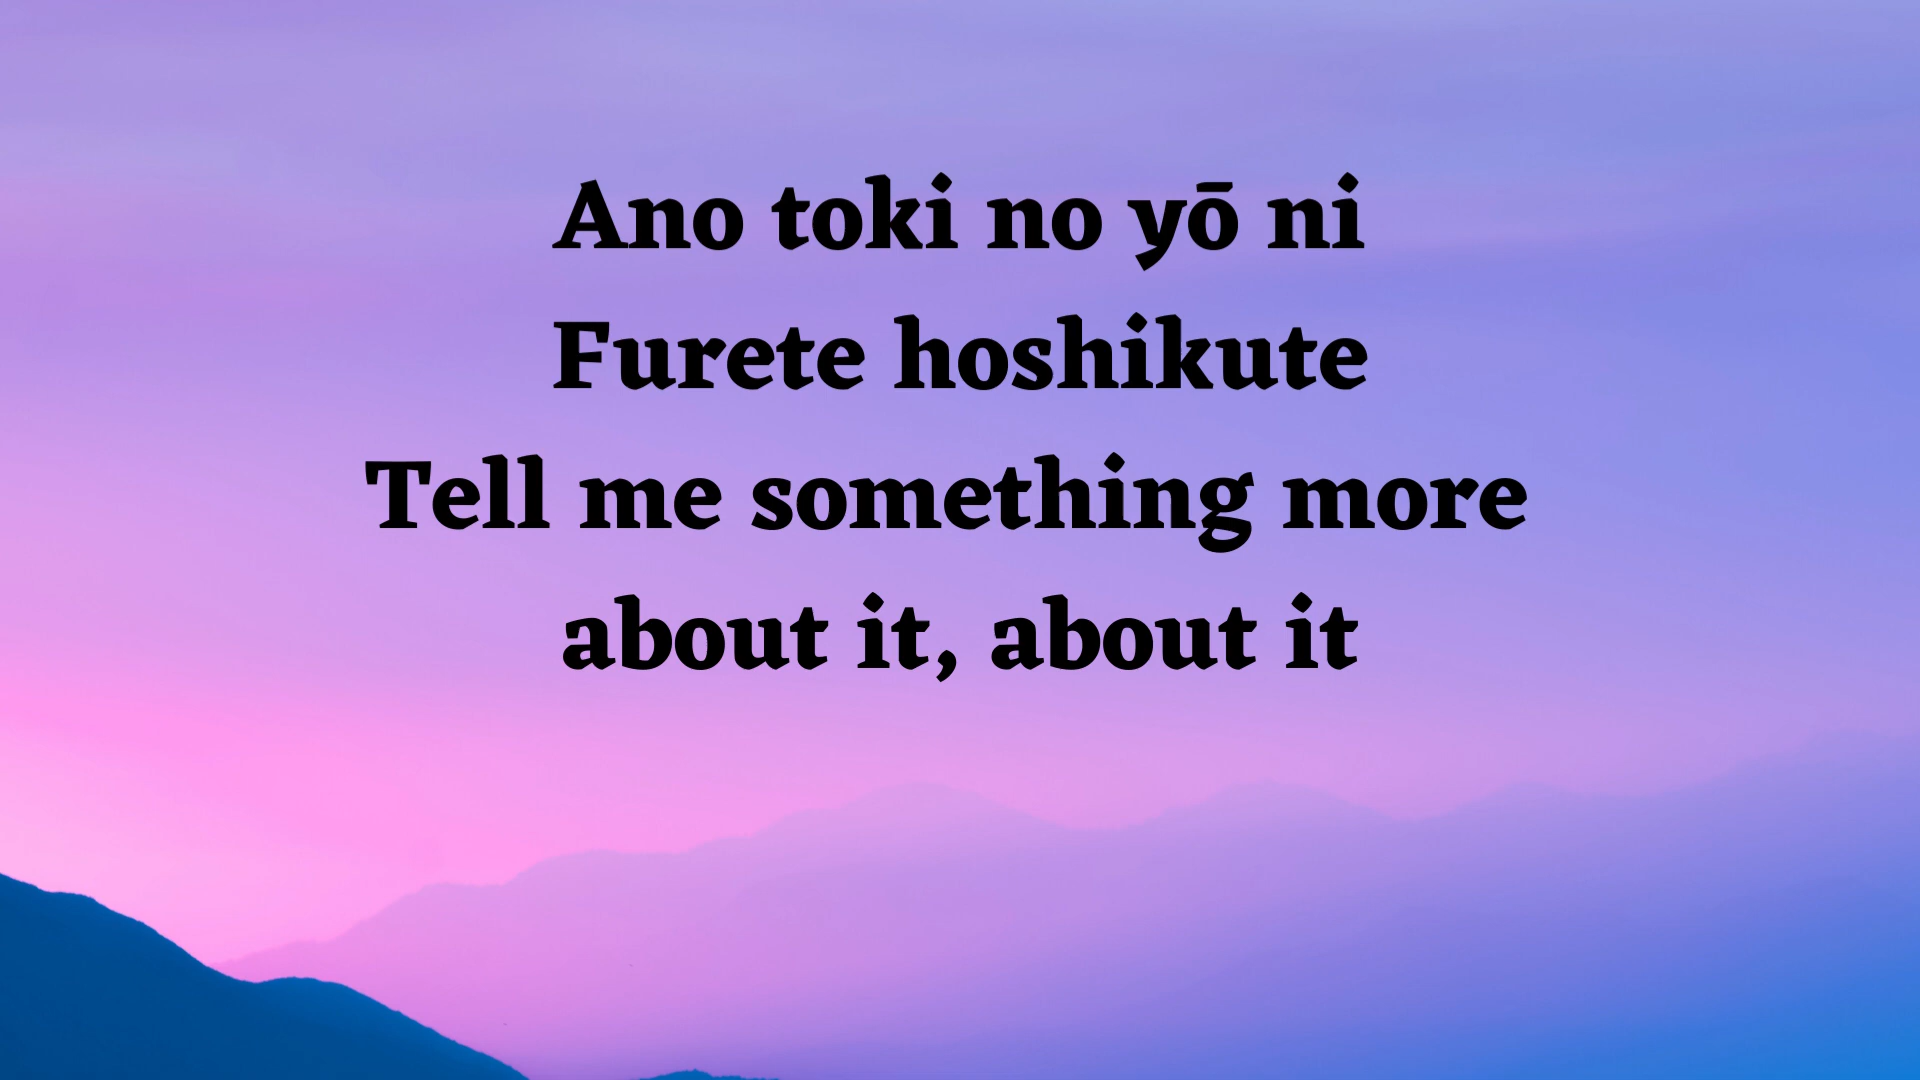 Ano toki no yō ni
Furete hoshikute
Tell me something more
about it, about it